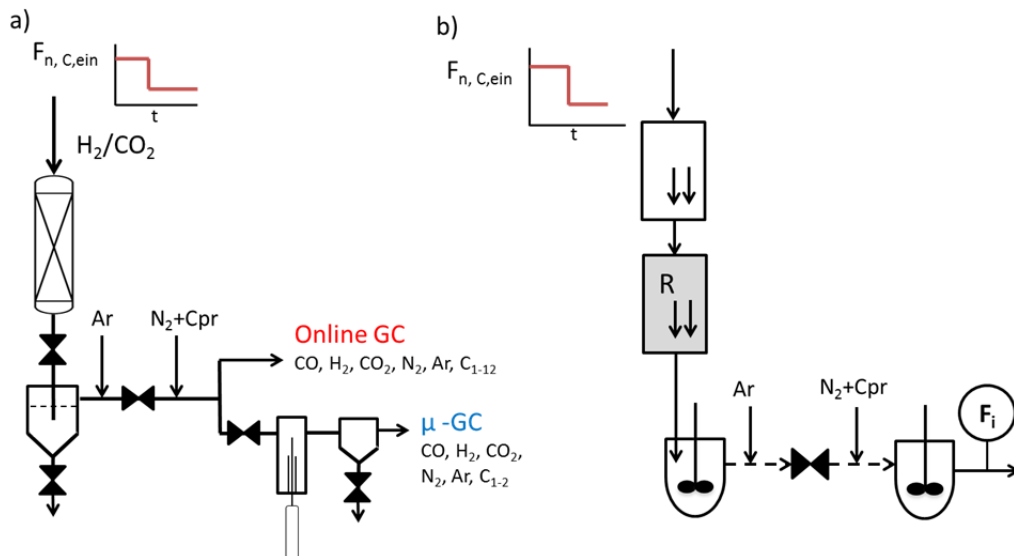 a)
F n, C,ein
t
H₂/CO₂
Ar
N₂+Cpr
Online GC
CO, H₂, CO₂, N₂, Ar, C₁₋₁₂
μ -GC
CO, H₂, CO₂,
N₂, Ar, C₁₋₂
b)
F n, C,ein
t
R
Ar
N₂+Cpr
Fᵢ